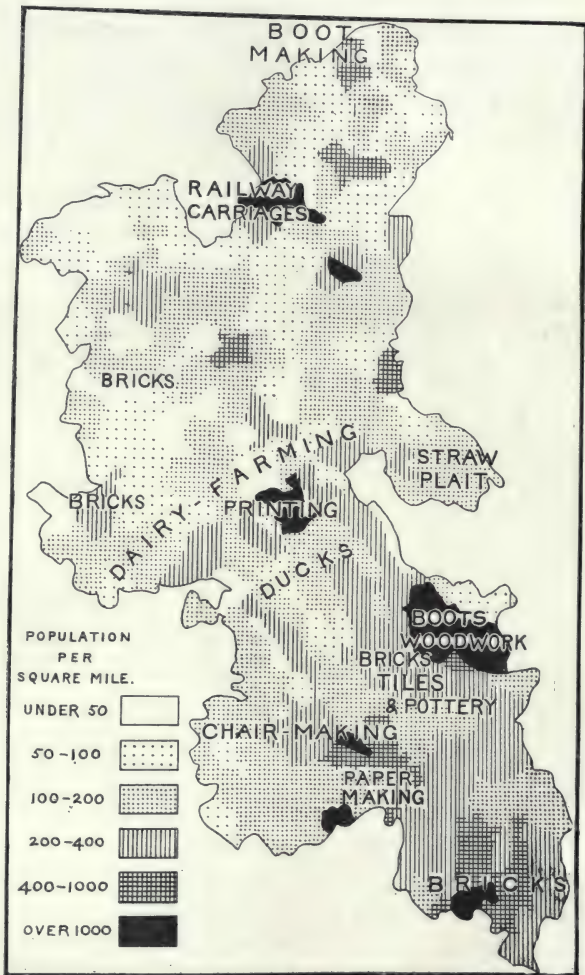 BOOT
MAKING
RAILWAY
CARRIAGES
BRICKS
STRAW
PLAIT
BRICKS
DAIRY-FARMING
PRINTING
DUCKS
BOOTS
WOODWORK
BRICKS
TILES
& POTTERY
CHAIR-MAKING
PAPER
MAKING
BRICKS
POPULATION
PER
SQUARE MILE.
UNDER 50
50-100
100-200
200-400
400-1000
OVER 1000